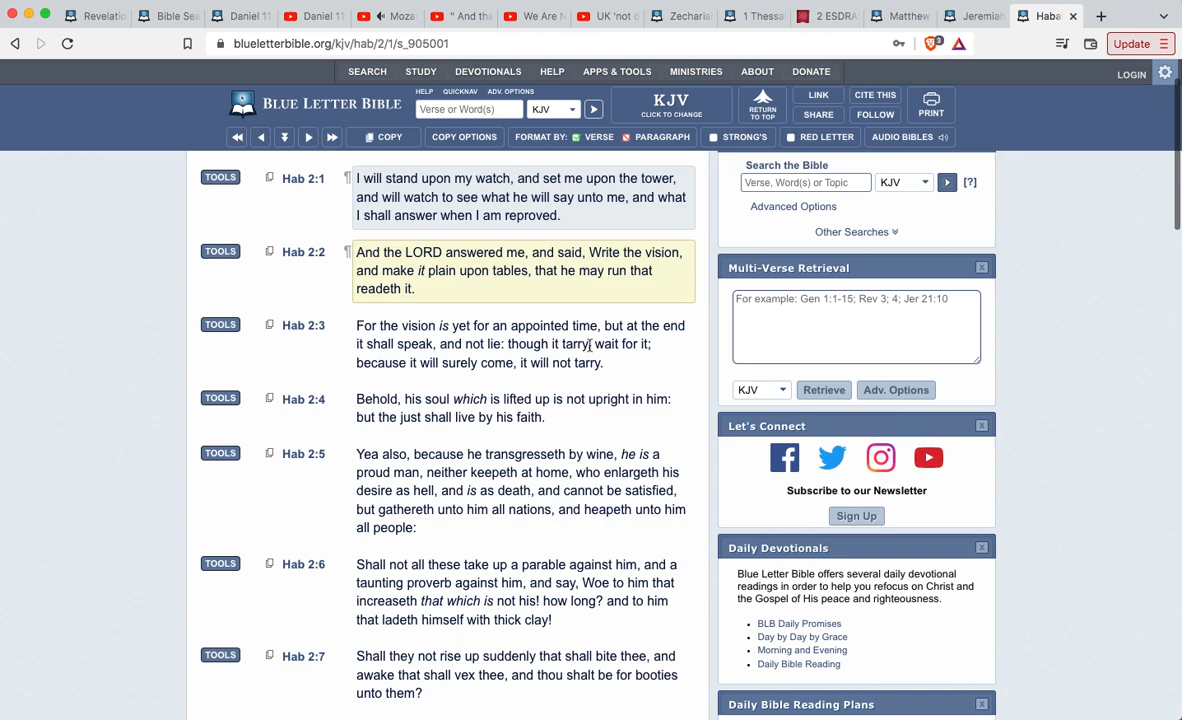 Revelatio
Bible Sea
Daniel 11
Daniel 11
Moza
" And tha
We Are N
UK 'not d
Zecharia
1 Thessa
2 ESDRA
Matthew
Jeremiah
Haba
blueletterbible.org/kjv/hab/2/1/s_905001
3
Update
SEARCH STUDY DEVOTIONALS HELP APPS & TOOLS MINISTRIES ABOUT DONATE
LOGIN
BLUE LETTER BIBLE
HELP QUICKNAV ADV. OPTIONS
Verse or Word(s)
KJV
KJV
CLICK TO CHANGE
RETURN
TO TOP
LINK
CITE THIS
SHARE
FOLLOW
PRINT
COPY
COPY OPTIONS
FORMAT BY: VERSE PARAGRAPH
STRONG'S
RED LETTER
AUDIO BIBLES
TOOLS
Hab 2:1
¶
I will stand upon my watch, and set me upon the tower,
and will watch to see what he will say unto me, and what
I shall answer when I am reproved.
TOOLS
Hab 2:2
¶
And the LORD answered me, and said, Write the vision,
and make it plain upon tables, that he may run that
readeth it.
TOOLS
Hab 2:3
For the vision is yet for an appointed time, but at the end
it shall speak, and not lie: though it tarry, wait for it;
because it will surely come, it will not tarry.
TOOLS
Hab 2:4
Behold, his soul which is lifted up is not upright in him:
but the just shall live by his faith.
TOOLS
Hab 2:5
Yea also, because he transgresseth by wine, he is a
proud man, neither keepeth at home, who enlargeth his
desire as hell, and is as death, and cannot be satisfied,
but gathereth unto him all nations, and heapeth unto him
all people:
TOOLS
Hab 2:6
Shall not all these take up a parable against him, and a
taunting proverb against him, and say, Woe to him that
increaseth that which is not his! how long? and to him
that ladeth himself with thick clay!
TOOLS
Hab 2:7
Shall they not rise up suddenly that shall bite thee, and
awake that shall vex thee, and thou shalt be for booties
unto them?
Search the Bible
Verse, Word(s) or Topic
KJV
[?]
Advanced Options
Other Searches
Multi-Verse Retrieval
x
For example: Gen 1:1-15; Rev 3; 4; Jer 21:10
KJV
Retrieve
Adv. Options
Let's Connect
x
Subscribe to our Newsletter
Sign Up
Daily Devotionals
x
Blue Letter Bible offers several daily devotional
readings in order to help you refocus on Christ and
the Gospel of His peace and righteousness.
• BLB Daily Promises
• Day by Day by Grace
• Morning and Evening
• Daily Bible Reading
Daily Bible Reading Plans
x